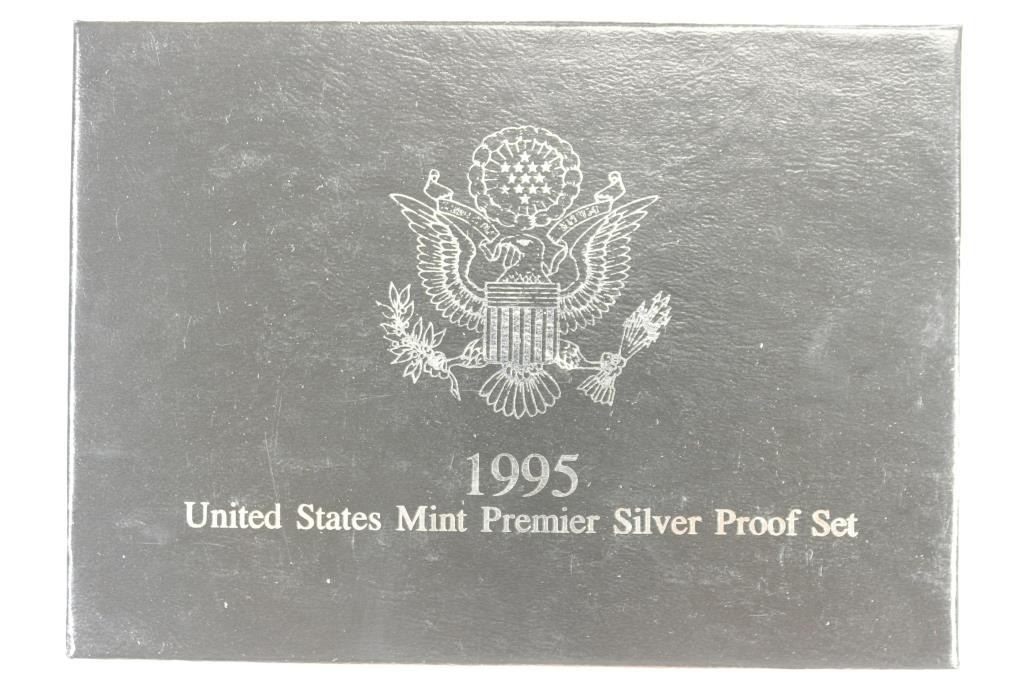 1995
United States Mint Premier Silver Proof Set